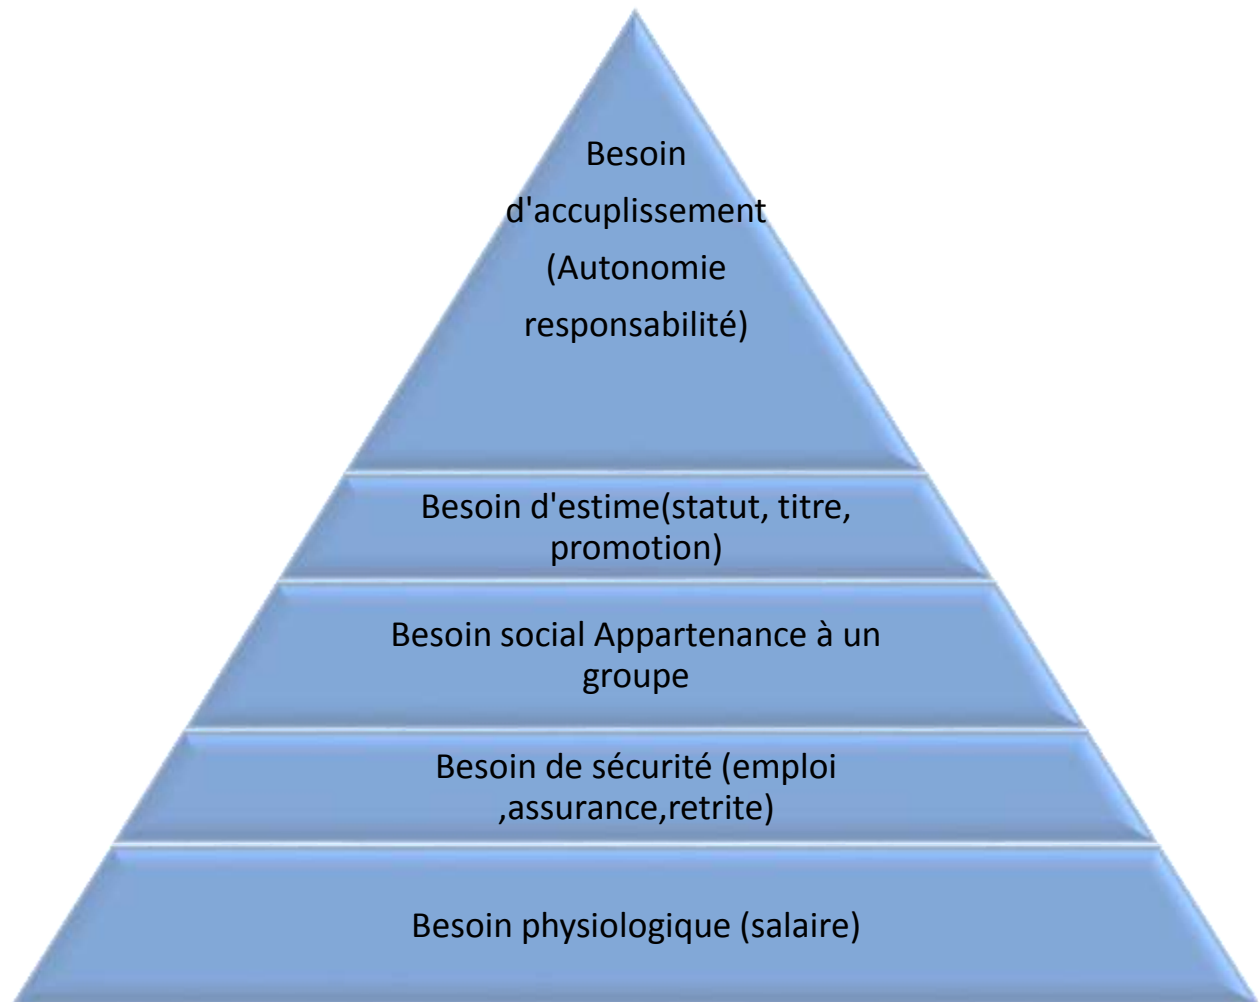 Besoin
d'accuplissement
(Autonomie
responsabilité)
Besoin d'estime(statut, titre,
promotion)
Besoin social Appartenance à un
groupe
Besoin de sécurité (emploi
,assurance,retrite)
Besoin physiologique (salaire)